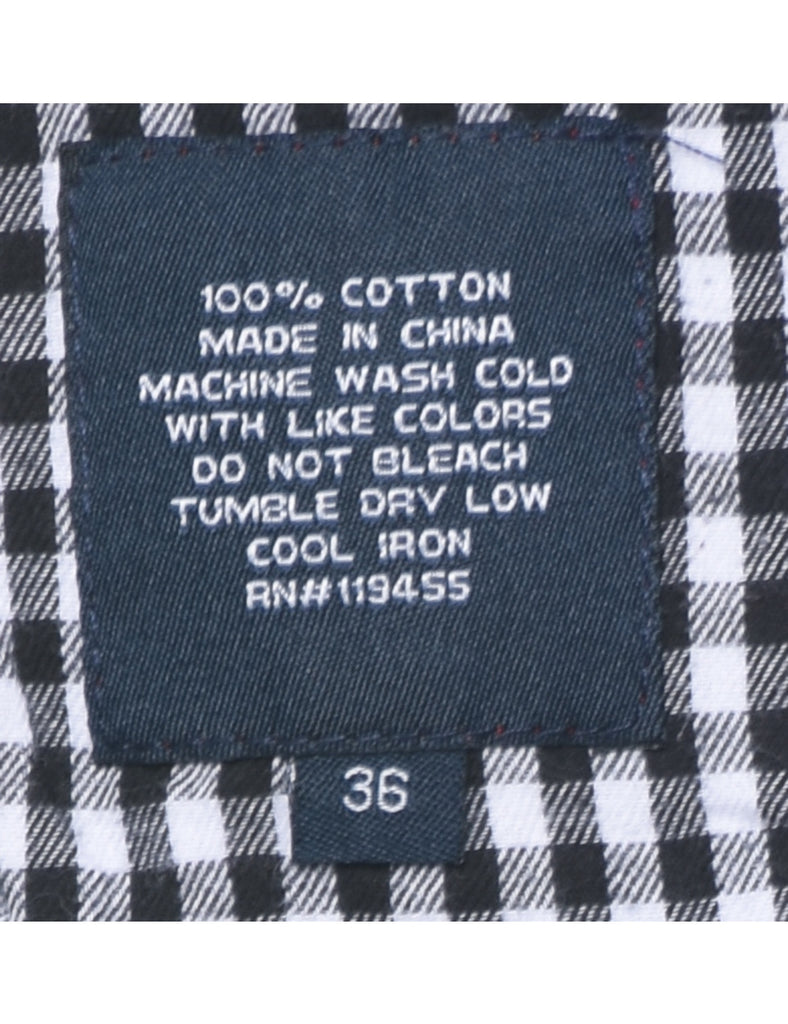 100% COTTON
MADE IN CHINA
MACHINE WASH COLD
WITH LIKE COLORS
DO NOT BLEACH
TUMBLE DRY LOW
COOL IRON
RN#119455
36